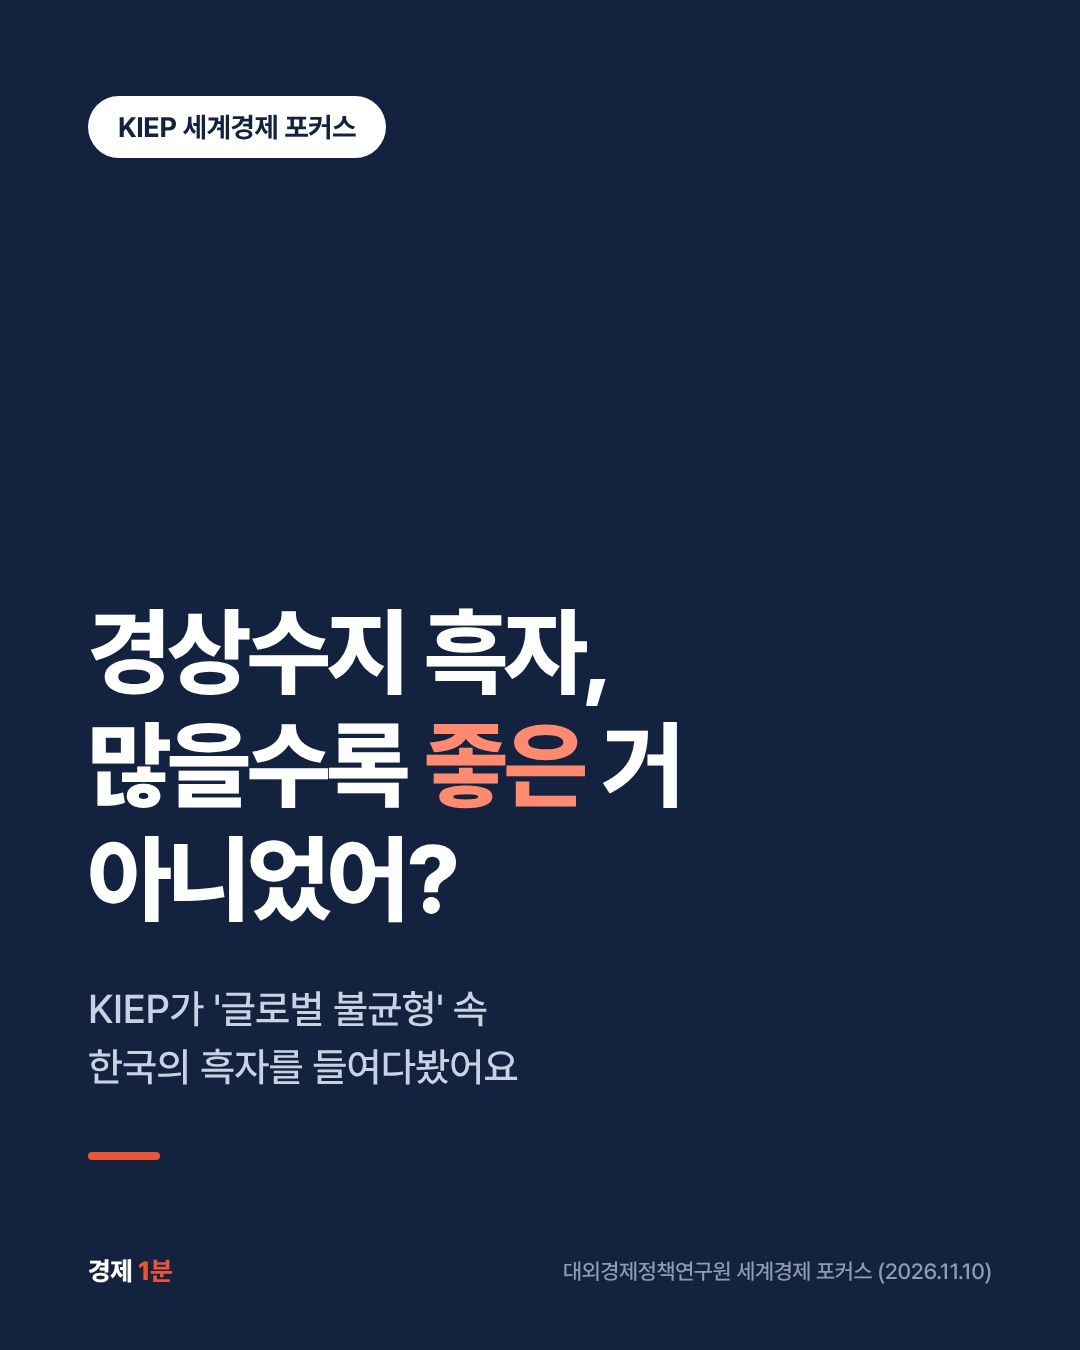 KIEP 세계경제 포커스
경상수지 흑자,
많을수록 좋은 거
아니었어?
KIEP가 '글로벌 불균형' 속
한국의 흑자를 들여다봤어요
경제 1분
대외경제정책연구원 세계경제 포커스 (2026.11.10)